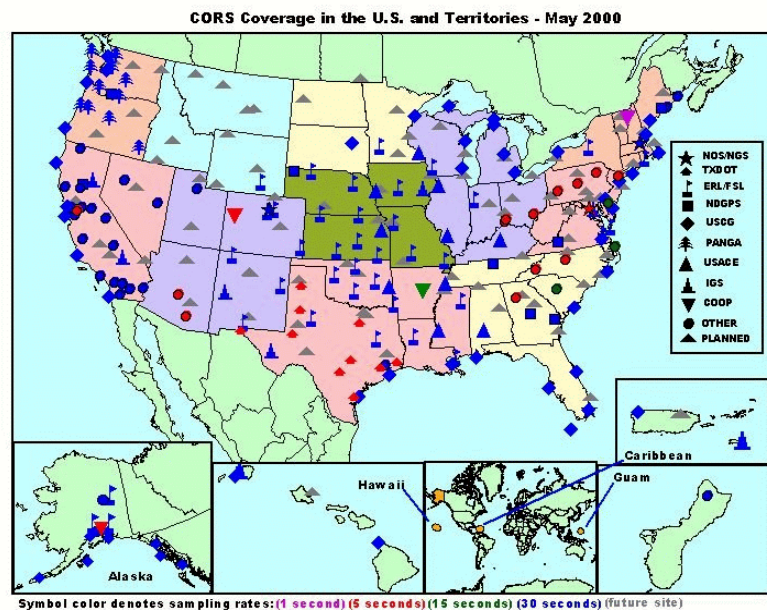 CORS Coverage in the U.S. and Territories - May 2000
NOS/NGS
TXDOT
ERL/FSL
NDGPS
USCG
PANGA
USACE
IGS
COOP
OTHER
PLANNED
Caribbean
Hawaii
Guam
Alaska
Symbol color denotes sampling rates: (1 second) (5 seconds) (15 seconds) (30 seconds) (future site)